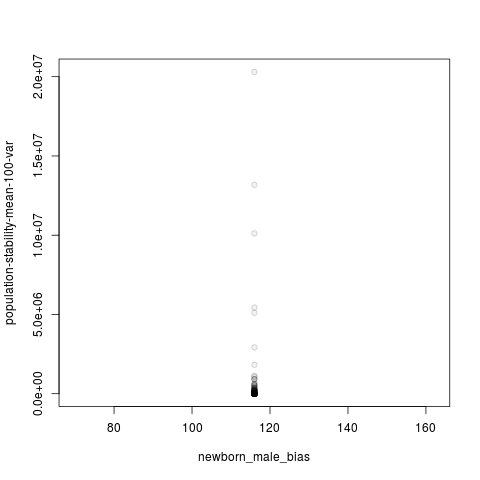 population-stability-mean-100-var
2.0e+07
1.5e+07
1.0e+07
5.0e+06
0.0e+00
80
100
120
140
160
newborn_male_bias